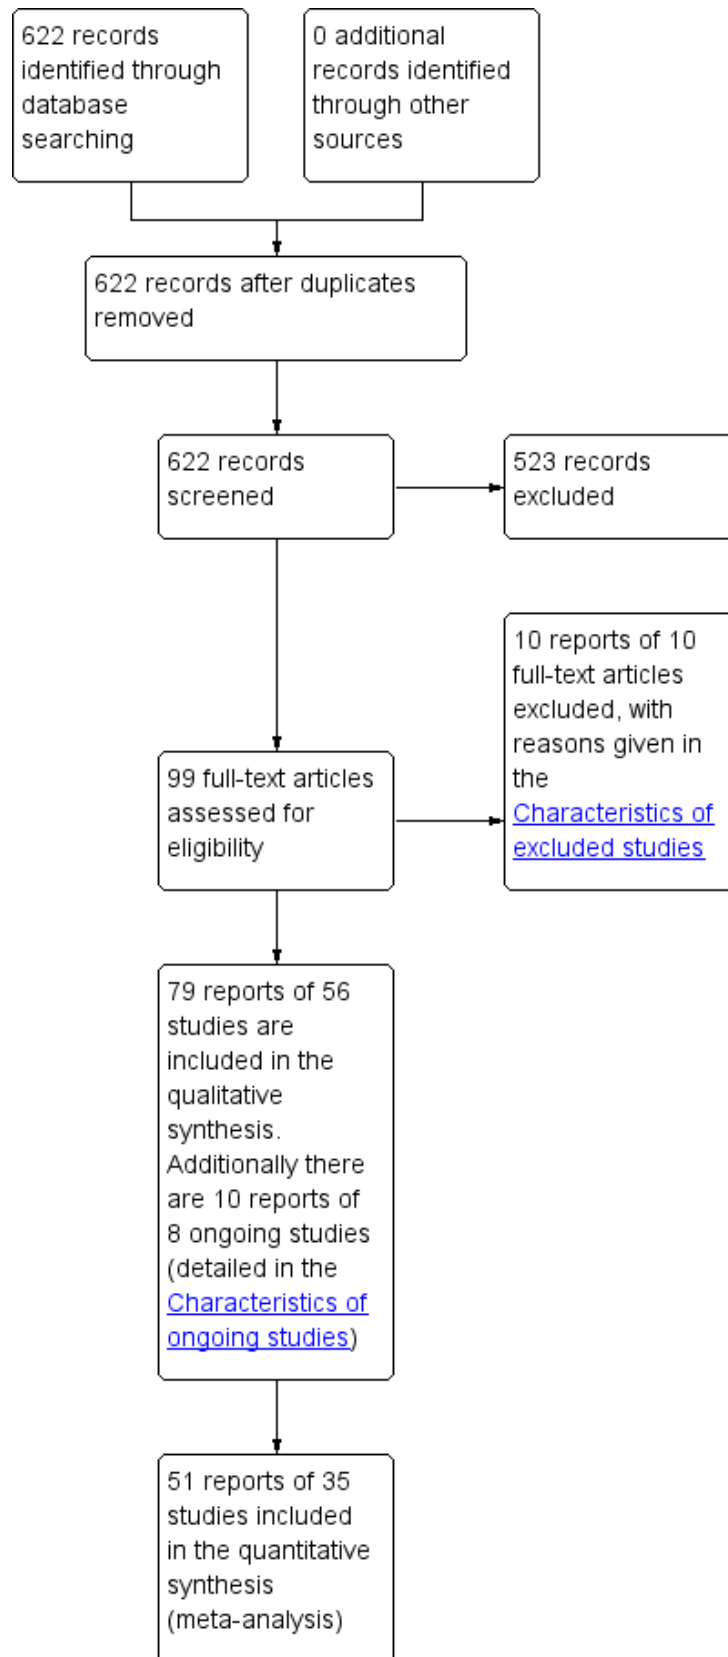 622 records
identified through
database
searching
0 additional
records identified
through other
sources
622 records after duplicates
removed
622 records
screened
523 records
excluded
10 reports of 10
full-text articles
excluded, with
reasons given in
the
Characteristics of
excluded studies
99 full-text articles
assessed for
eligibility
79 reports of 56
studies are
included in the
qualitative
synthesis.
Additionally there
are 10 reports of
8 ongoing studies
(detailed in the
Characteristics of
ongoing studies)
51 reports of 35
studies included
in the quantitative
synthesis
(meta-analysis)